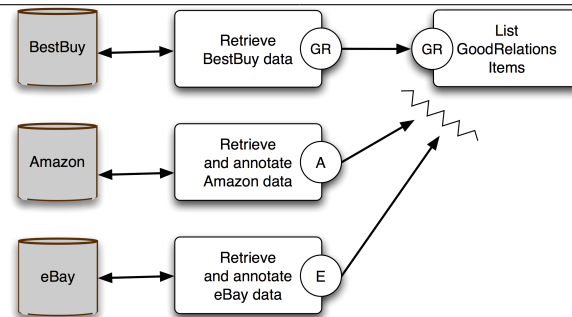 BestBuy
Retrieve
BestBuy data
GR
GR
List
GoodRelations
Items
Amazon
Retrieve
and annotate
Amazon data
A
eBay
Retrieve
and annotate
eBay data
E